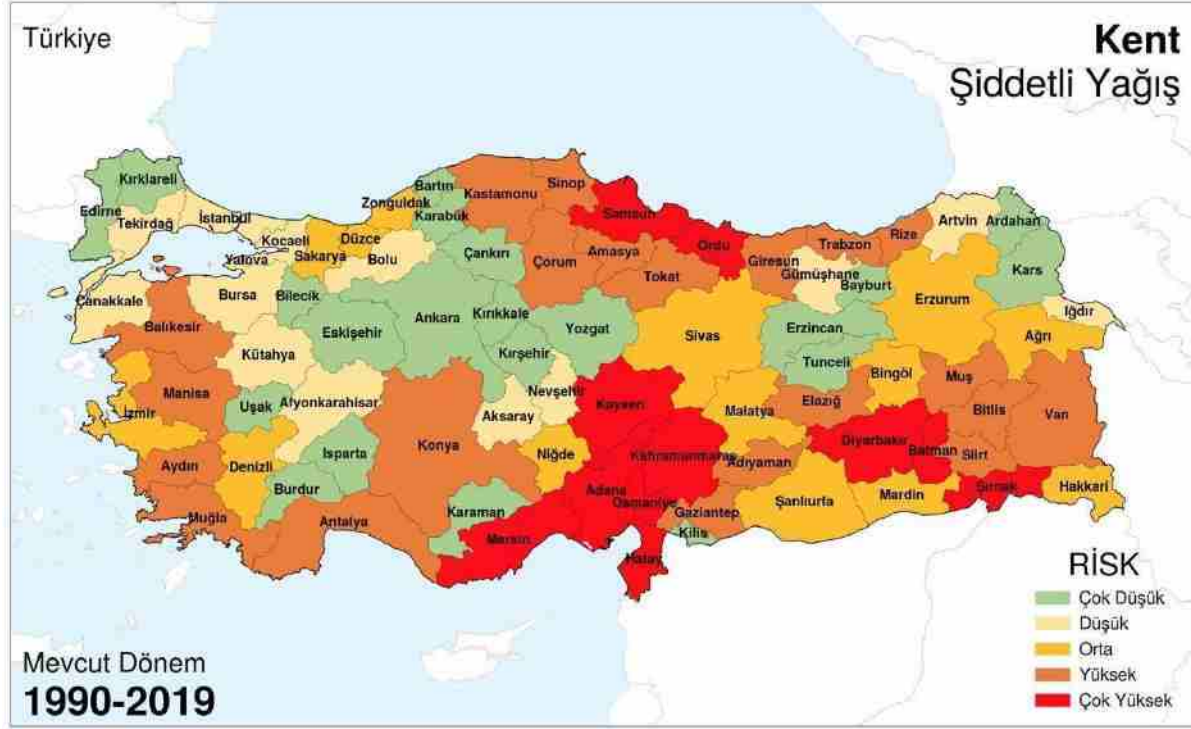 Türkiye
Kent
Şiddetli Yağış
Kırklareli
Edirne
Tekirdağ
İstanbul
Kocaeli
Yalova
Sakarya
Düzce
Zonguldak
Bartın
Karabük
Kastamonu
Sinop
Samsun
Ordu
Giresun
Trabzon
Rize
Artvin
Ardahan
Kars
Iğdır
Bolu
Çankırı
Çorum
Amasya
Tokat
Gümüşhane
Bayburt
Erzurum
Ağrı
Çanakkale
Balıkesir
Bursa
Bilecik
Eskişehir
Ankara
Kırıkkale
Yozgat
Sivas
Erzincan
Tunceli
Kütahya
Kırşehir
Nevşehir
Kayseri
Malatya
Elazığ
Bingöl
Muş
Bitlis
Van
Manisa
İzmir
Uşak
Afyonkarahisar
Aksaray
Konya
Niğde
Kahramanmaraş
Adıyaman
Diyarbakır
Batman
Siirt
Şırnak
Hakkari
Aydın
Denizli
Isparta
Burdur
Muğla
Antalya
Karaman
Mersin
Adana
Osmaniye
Gaziantep
Kilis
Hatay
Şanlıurfa
Mardin
RİSK
Çok Düşük
Düşük
Orta
Yüksek
Çok Yüksek
Mevcut Dönem
1990-2019